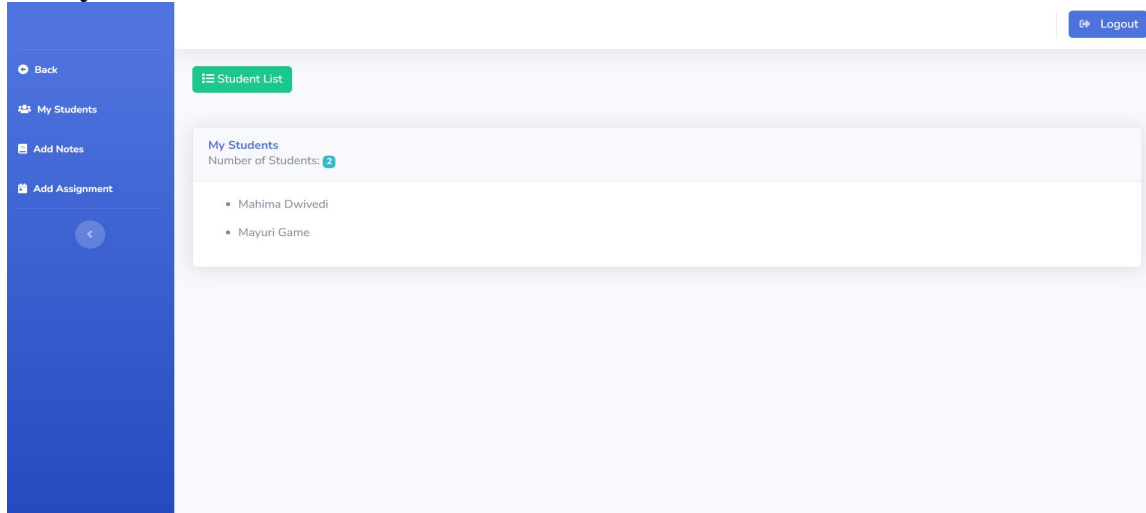 Logout
Back
My Students
Add Notes
Add Assignment
Student List
My Students
Number of Students: 2
Mahima Dwivedi
Mayuri Game